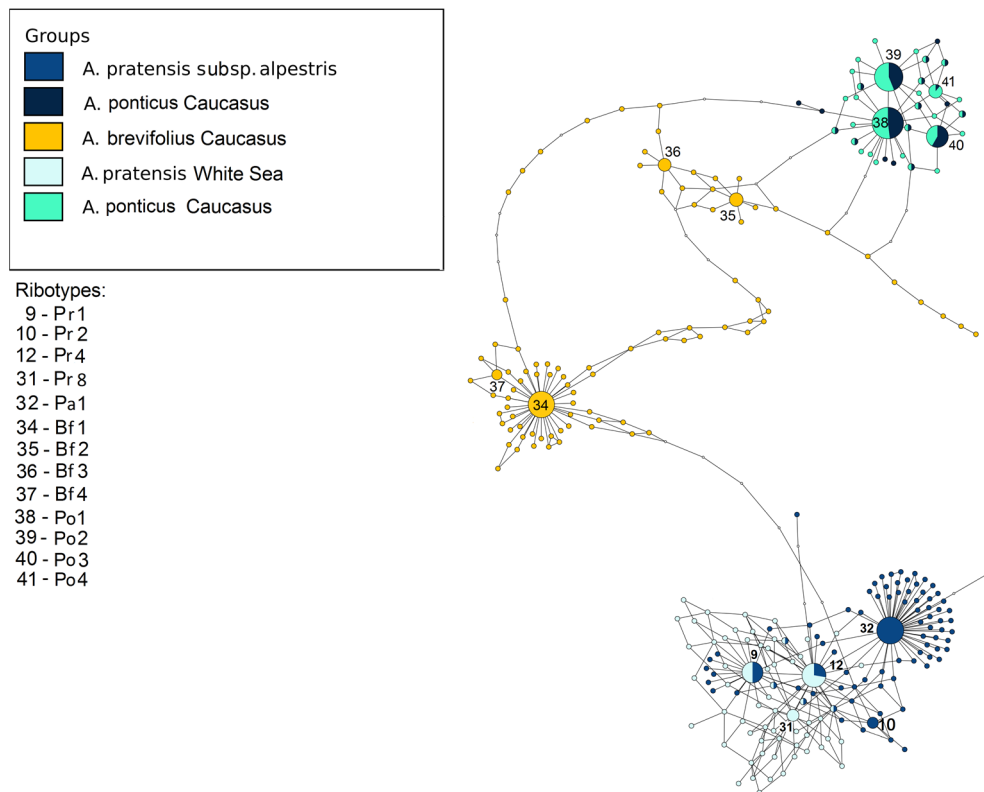 Groups
A. pratensis subsp. alpestris
A. ponticus Caucasus
A. brevifolius Caucasus
A. pratensis White Sea
A. ponticus Caucasus
Ribotypes:
9 - Pr1
10 - Pr2
12 - Pr4
31 - Pr8
32 - Pa1
34 - Bf1
35 - Bf2
36 - Bf3
37 - Bf4
38 - Po1
39 - Po2
40 - Po3
41 - Po4
39
41
38
40
36
35
37
34
32
9
12
31
10